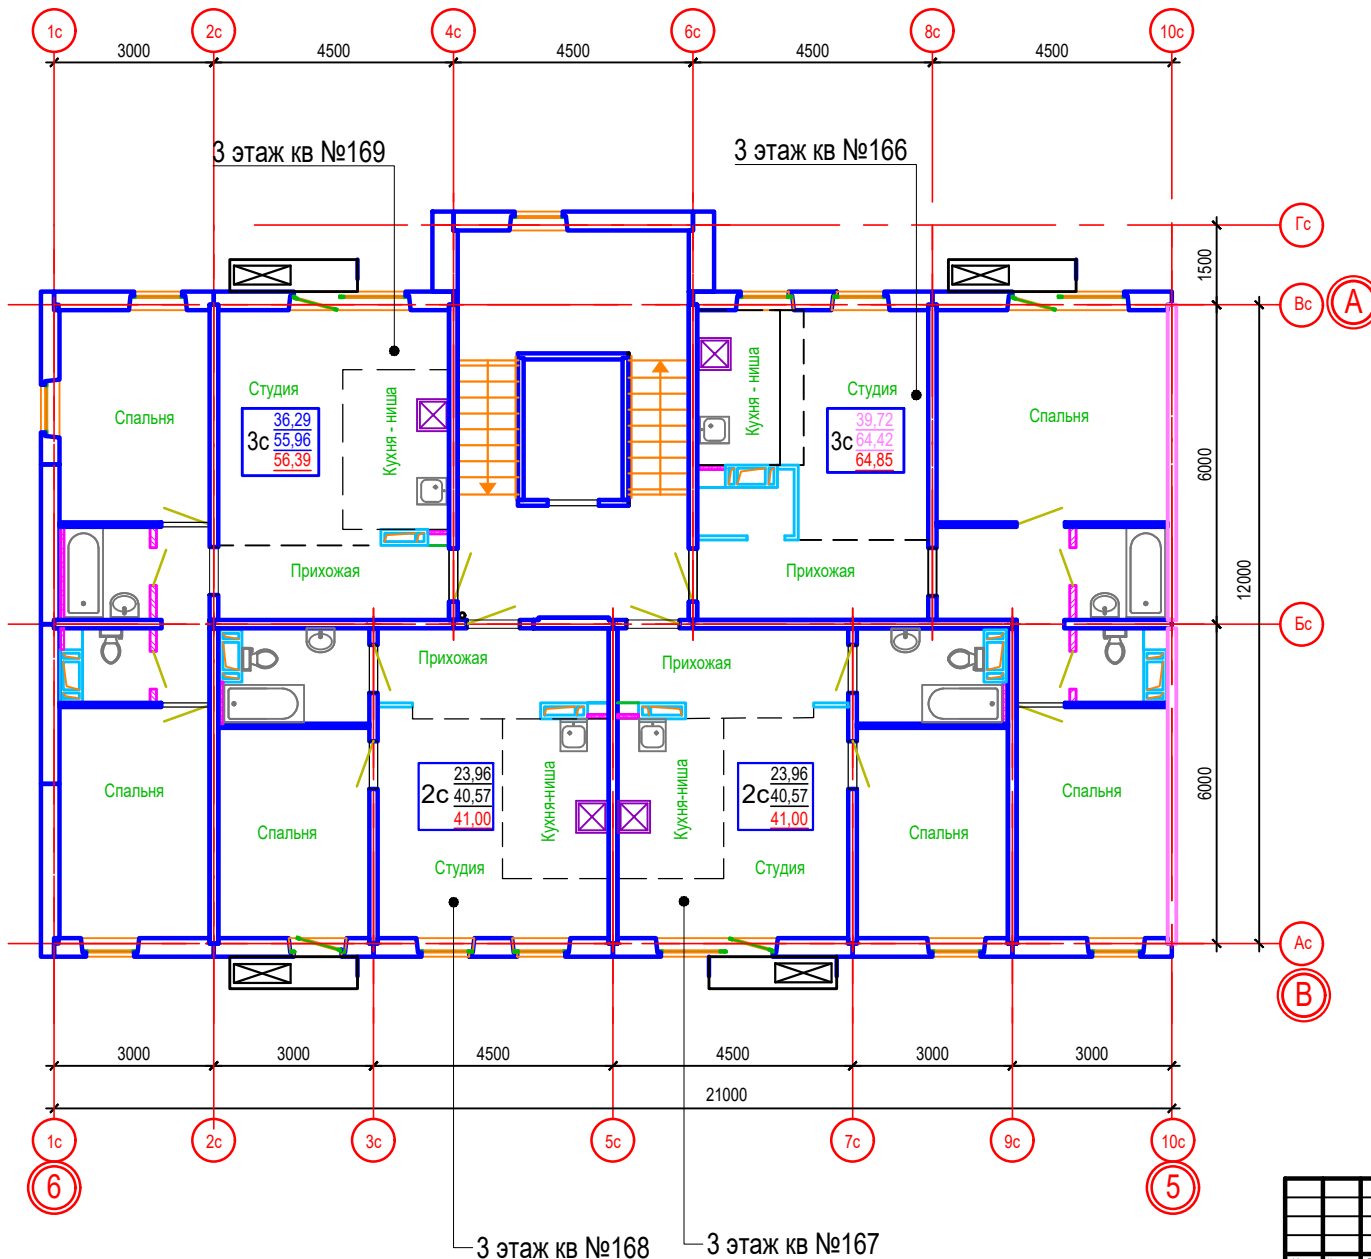 1с 2с 4с 6с 8с 10с
3000 4500 4500 4500 4500
3 этаж кв №169
3 этаж кв №166
Гс
1500
Вс А
Студия
Спальня
3с 36,29
55,96
56,39
Кухня - ниша
Кухня - ниша
Студия
3с 39,72
64,42
64,85
Спальня
6000
12000
Прихожая
Прихожая
Бс
Прихожая
Прихожая
Спальня
Спальня
2с 23,96
40,57
41,00
Кухня-ниша
Студия
Кухня-ниша
2с 23,96
40,57
41,00
Студия
Спальня
Спальня
6000
Ас
В
3000 3000 4500 4500 3000 3000
21000
1с 2с 3с 5с 7с 9с 10с
6 5
3 этаж кв №168
3 этаж кв №167